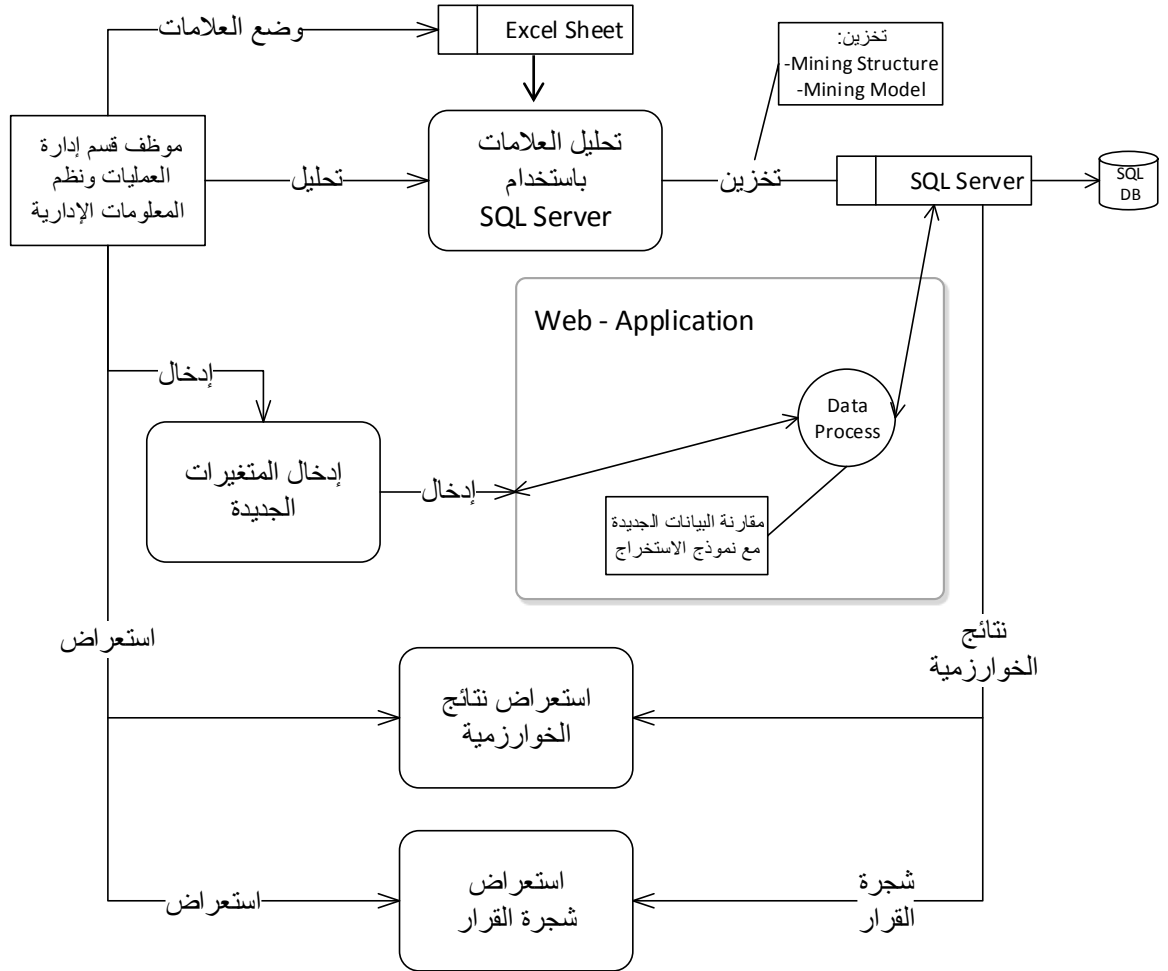 وضع العلامات
Excel Sheet
تخزين:
-Mining Structure
-Mining Model
موظف قسم إدارة
العمليات ونظم
المعلومات الإدارية
تحليل
تحليل العلامات
باستخدام
SQL Server
تخزين
SQL Server
SQL
DB
Web - Application
إدخال
Data
Process
إدخال المتغيرات
الجديدة
إدخال
مقارنة البيانات الجديدة
مع نموذج الاستخراج
استعراض
نتائج
الخوارزمية
استعراض نتائج
الخوارزمية
استعراض
استعراض
شجرة القرار
شجرة
القرار